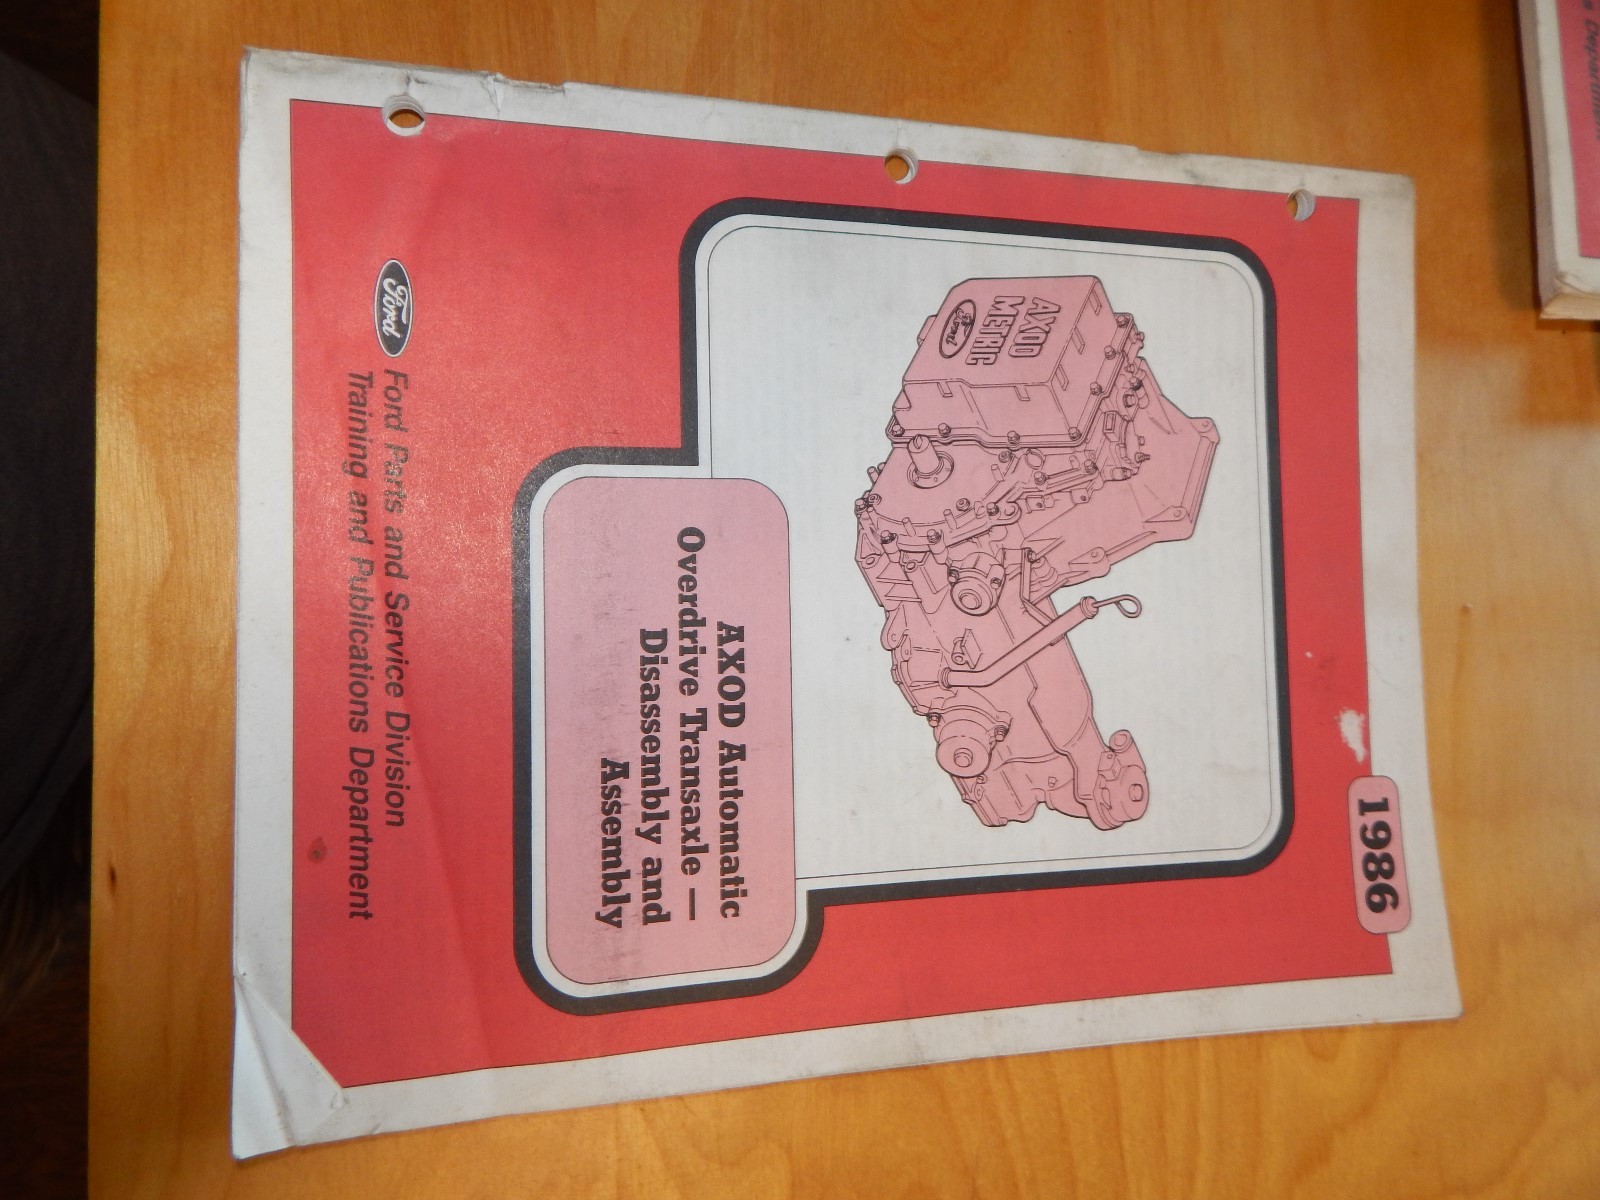 1986
AXOD
METRIC
Ford
AXOD Automatic
Overdrive Transaxle —
Disassembly and
Assembly
Ford
Ford Parts and Service Division
Training and Publications Department
Department